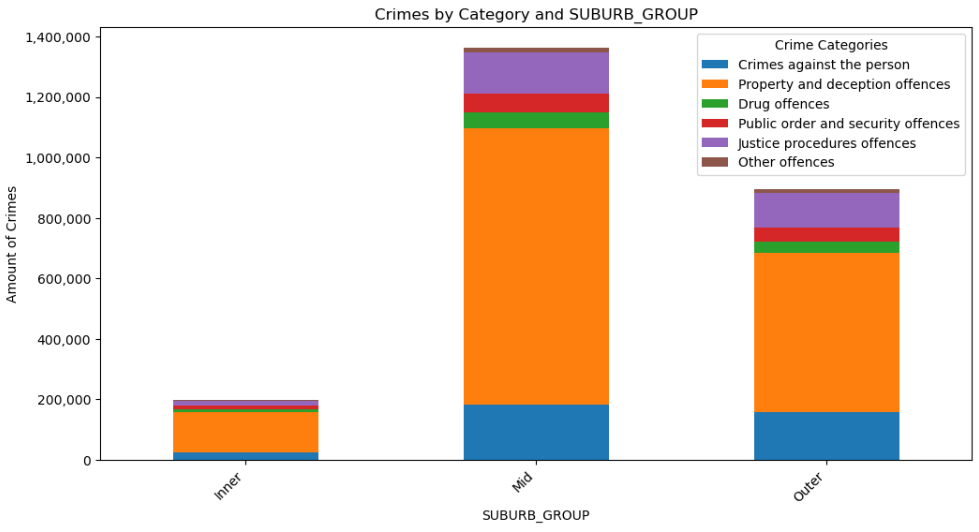 Crimes by Category and SUBURB_GROUP
1,400,000
1,200,000
1,000,000
800,000
600,000
400,000
200,000
0
Amount of Crimes
Crime Categories
Crimes against the person
Property and deception offences
Drug offences
Public order and security offences
Justice procedures offences
Other offences
Inner
Mid
Outer
SUBURB_GROUP